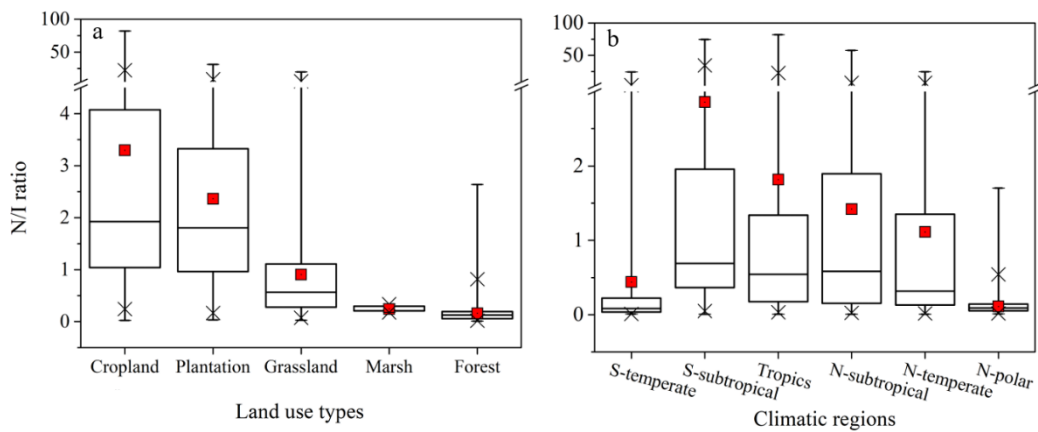 a
100
50
4
3
2
1
0
N/I ratio
Cropland Plantation Grassland Marsh Forest
Land use types
b
100
50
2
1
0
S-temperate S-subtropical Tropics N-subtropical N-temperate N-polar
Climatic regions